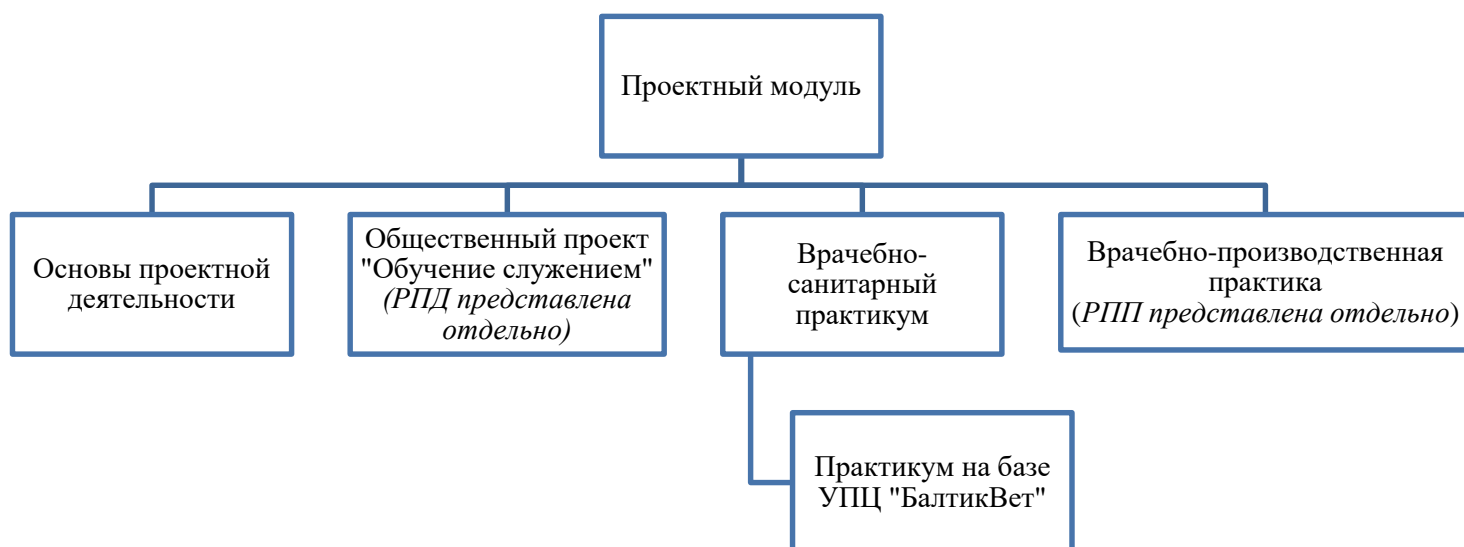 Проектный модуль
Основы проектной
деятельности
Общественный проект
"Обучение служением"
(РПД представлена
отдельно)
Врачебно-
санитарный
практикум
Врачебно-производственная
практика
(РПП представлена отдельно)
Практикум на базе
УПЦ "БалтикВет"